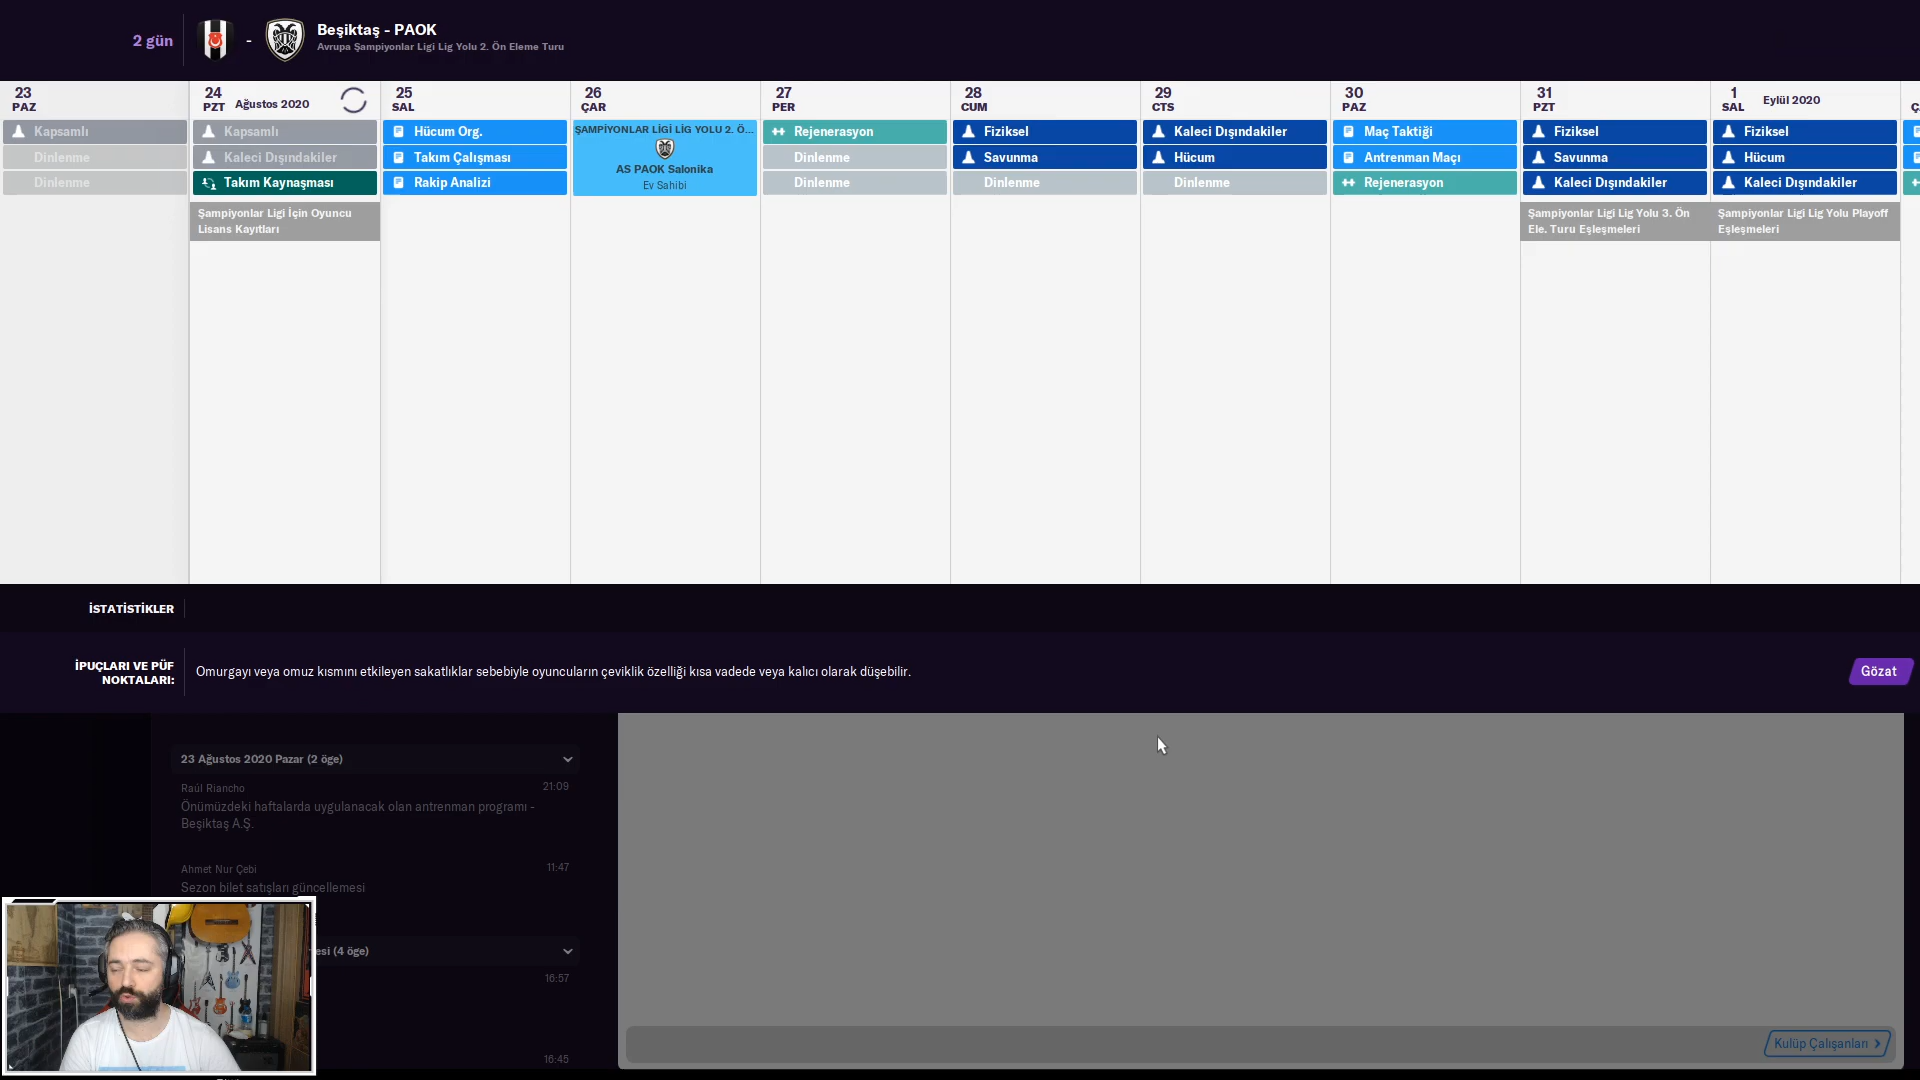 2 gün
-
Beşiktaş - PAOK
Avrupa Şampiyonlar Ligi Lig Yolu 2. Ön Eleme Turu
23
PAZ
Kapsamlı
Dinlenme
Dinlenme
24
PZT Ağustos 2020
Kapsamlı
Kaleci Dışındakiler
Takım Kaynaşması
Şampiyonlar Ligi İçin Oyuncu
Lisans Kayıtları
25
SAL
Hücum Org.
Takım Çalışması
Rakip Analizi
26
ÇAR
ŞAMPİYONLAR LİGİ LİG YOLU 2. Ö...
AS PAOK Salonika
Ev Sahibi
27
PER
Rejenerasyon
Dinlenme
Dinlenme
28
CUM
Fiziksel
Savunma
Dinlenme
29
CTS
Kaleci Dışındakiler
Hücum
Dinlenme
30
PAZ
Maç Taktiği
Antrenman Maçı
Rejenerasyon
31
PZT
Fiziksel
Savunma
Kaleci Dışındakiler
Şampiyonlar Ligi Lig Yolu 3. Ön
Ele. Turu Eşleşmeleri
1
SAL Eylül 2020
Fiziksel
Hücum
Kaleci Dışındakiler
Şampiyonlar Ligi Lig Yolu Playoff
Eşleşmeleri
İSTATİSTİKLER
İPUÇLARI VE PÜF
NOKTALARI:
Omurgayı veya omuz kısmını etkileyen sakatlıklar sebebiyle oyuncuların çeviklik özelliği kısa vadede veya kalıcı olarak düşebilir.
Gözat
23 Ağustos 2020 Pazar (2 öge)
Raúl Riancho 21:09
Önümüzdeki haftalarda uygulanacak olan antrenman programı -
Beşiktaş A.Ş.
Ahmet Nur Çebi 11:47
Sezon bilet satışları güncellemesi
esi (4 öge)
16:57
16:45
Kulüp Çalışanları